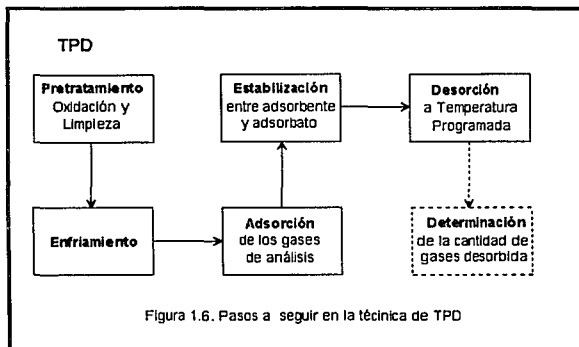 TPD
Pretratamiento
Oxidación y
Limpieza
Enfriamiento
Adsorción
de los gases
de análisis
Estabilización
entre adsorbente
y adsorbato
Desorción
a Temperatura
Programada
Determinación
de la cantidad de
gases desorbida
Figura 1.6. Pasos a seguir en la técinica de TPD